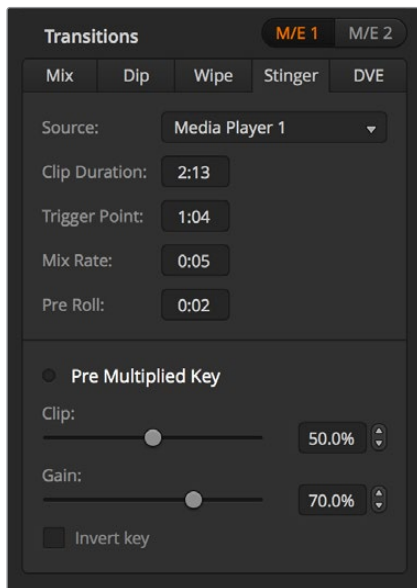 Transitions M/E 1 M/E 2
Mix Dip Wipe Stinger DVE
Source: Media Player 1
Clip Duration: 2:13
Trigger Point: 1:04
Mix Rate: 0:05
Pre Roll: 0:02
Pre Multiplied Key
Clip:
50.0%
Gain:
70.0%
Invert key